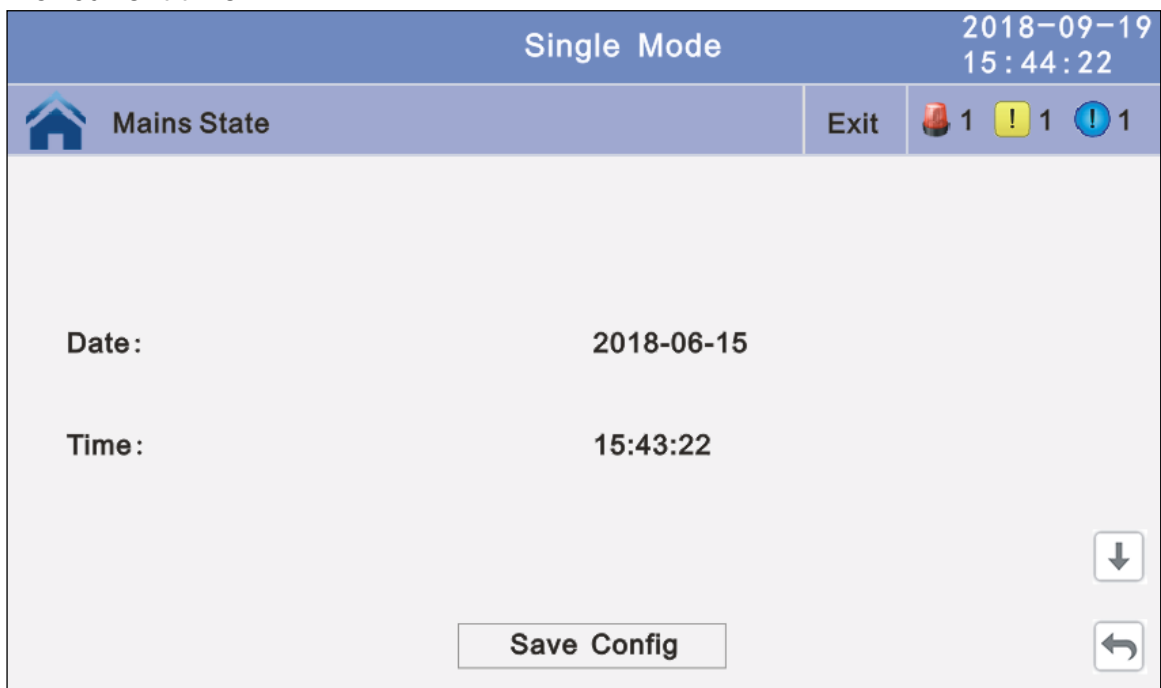 Single Mode
2018-09-19
15:44:22
Mains State
Exit
1
! 1
! 1
Date:
2018-06-15
Time:
15:43:22
Save Config